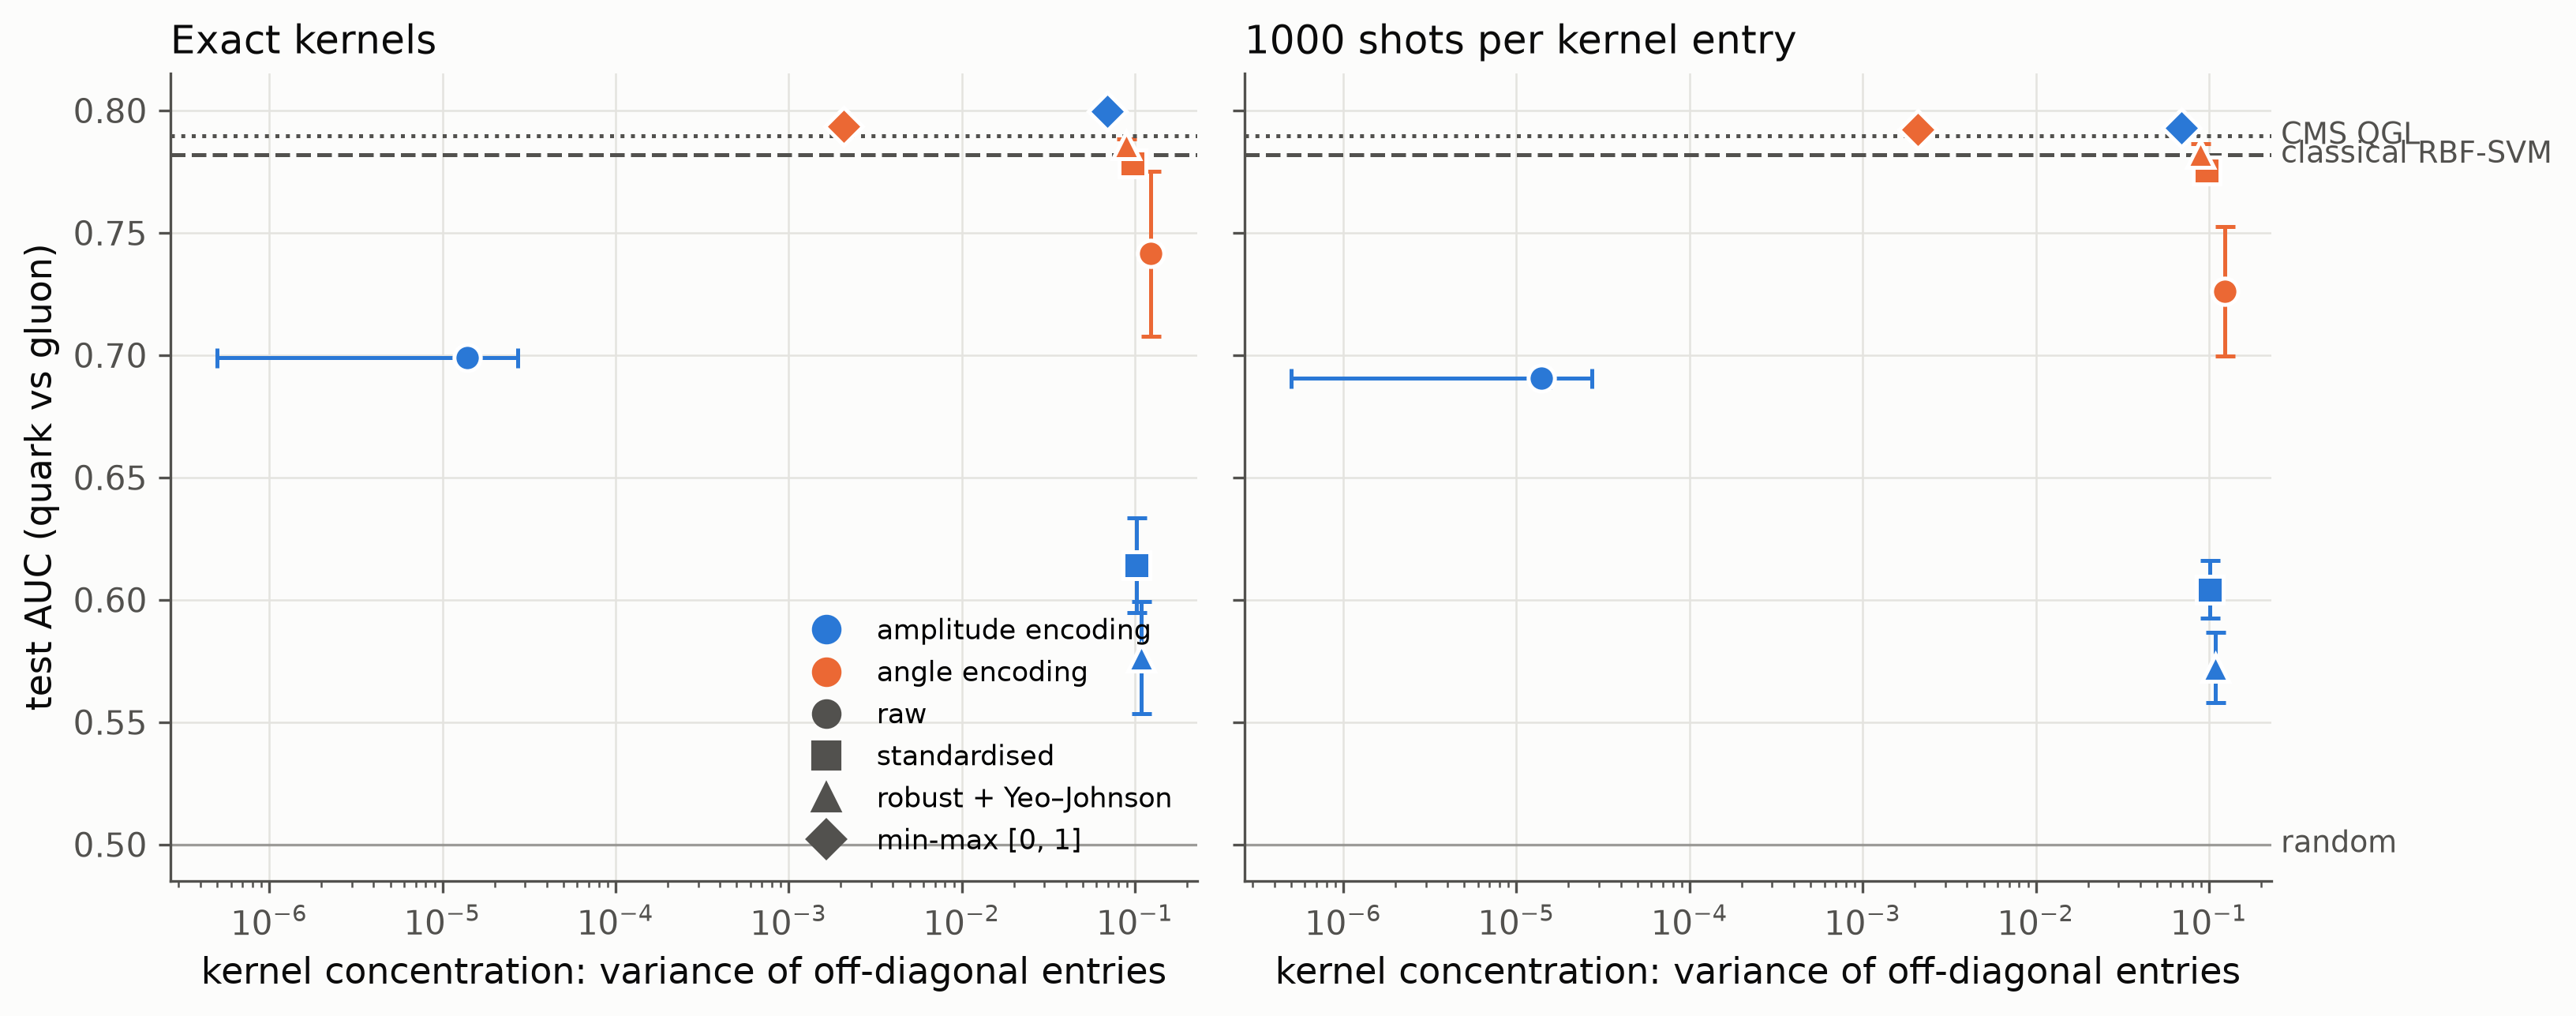 Exact kernels
1000 shots per kernel entry
test AUC (quark vs gluon)
0.80
0.75
0.70
0.65
0.60
0.55
0.50
CMS QGL
classical RBF-SVM
random
amplitude encoding
angle encoding
raw
standardised
robust + Yeo–Johnson
min-max [0, 1]
10⁻⁶ 10⁻⁵ 10⁻⁴ 10⁻³ 10⁻² 10⁻¹
10⁻⁶ 10⁻⁵ 10⁻⁴ 10⁻³ 10⁻² 10⁻¹
kernel concentration: variance of off-diagonal entries
kernel concentration: variance of off-diagonal entries